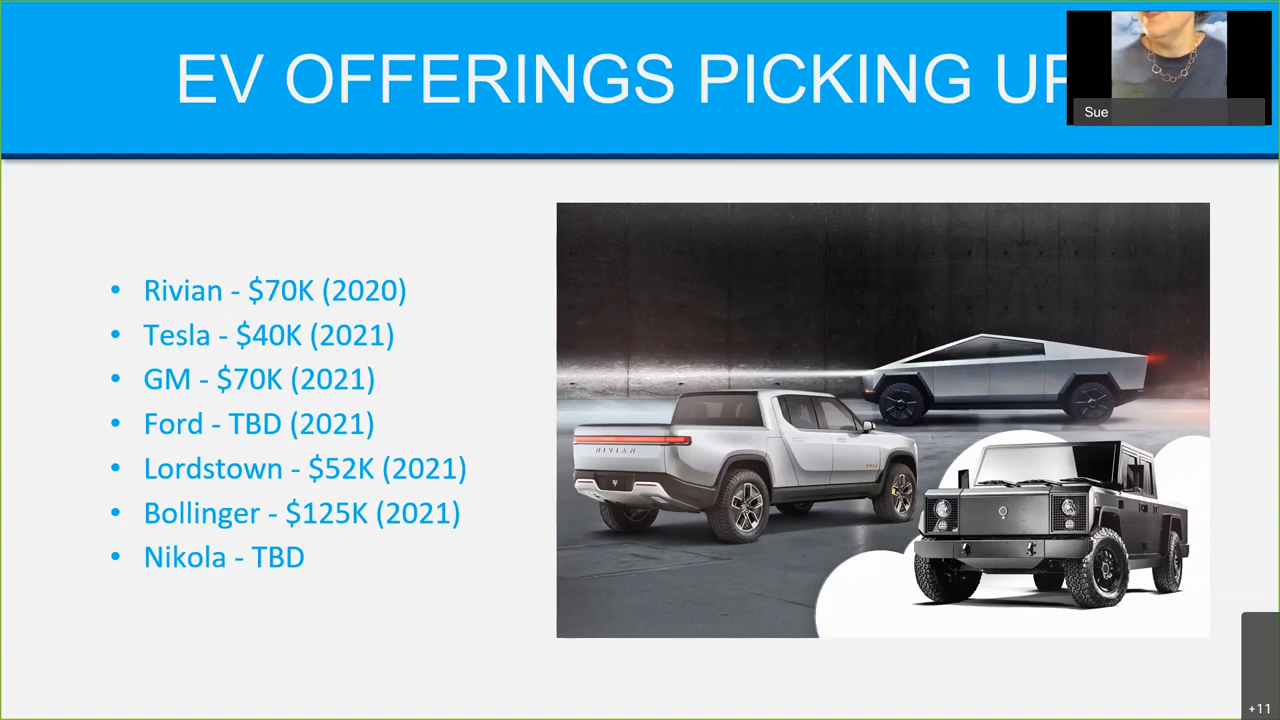 EV OFFERINGS PICKING UP
Sue
• Rivian - $70K (2020)
• Tesla - $40K (2021)
• GM - $70K (2021)
• Ford - TBD (2021)
• Lordstown - $52K (2021)
• Bollinger - $125K (2021)
• Nikola - TBD
RIVIAN
+11